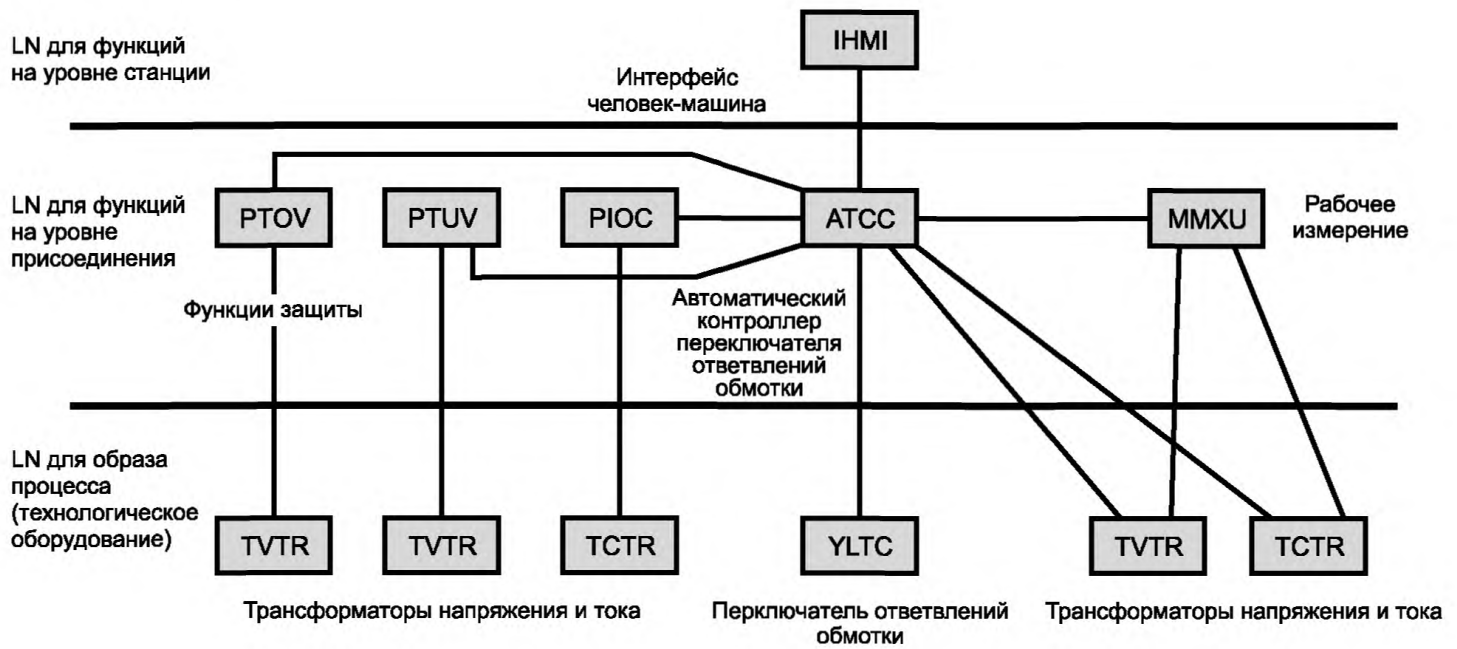 LN для функций
на уровне станции
IHMI
Интерфейс
человек-машина
LN для функций
на уровне
присоединения
PTOV
PTUV
PIOC
ATCC
MMXU
Рабочее
измерение
Функции защиты
Автоматический
контроллер
переключателя
ответвлений
обмотки
LN для образа
процесса
(технологическое
оборудование)
TVTR
TVTR
TCTR
YLTC
TVTR
TCTR
Трансформаторы напряжения и тока
Перключатель ответвлений
обмотки
Трансформаторы напряжения и тока